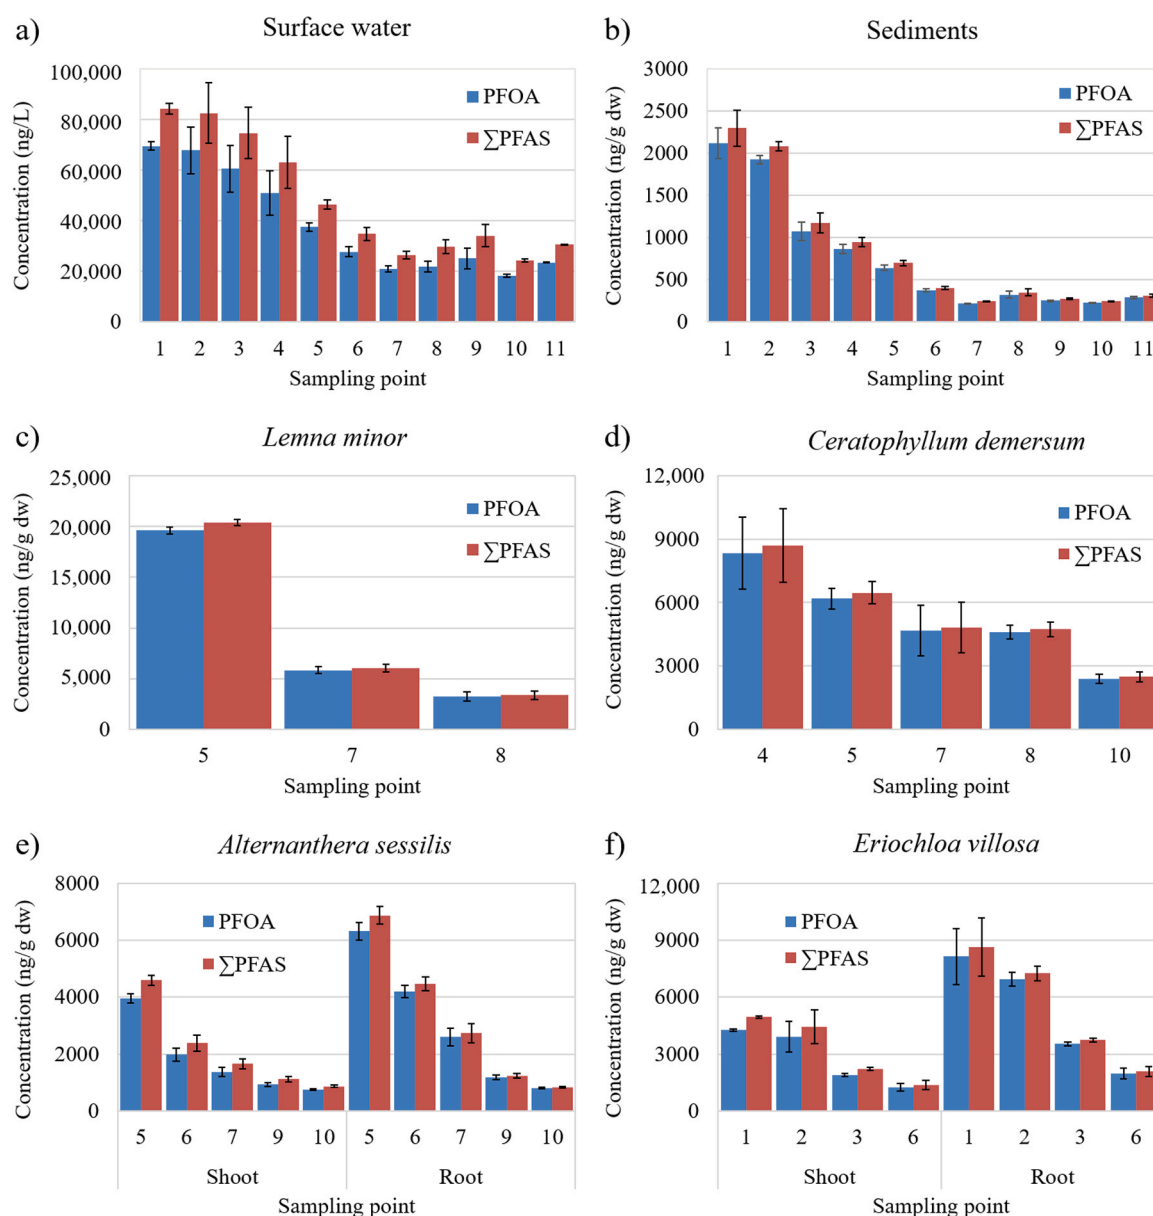 a) Surface water
Concentration (ng/L)
100,000
80,000
60,000
40,000
20,000
0
PFOA
∑PFAS
1 2 3 4 5 6 7 8 9 10 11
Sampling point
b) Sediments
Concentration (ng/g dw)
3000
2500
2000
1500
1000
500
0
PFOA
∑PFAS
1 2 3 4 5 6 7 8 9 10 11
Sampling point
c) Lemna minor
Concentration (ng/g dw)
25,000
20,000
15,000
10,000
5,000
0
PFOA
∑PFAS
5 7 8
Sampling point
d) Ceratophyllum demersum
Concentration (ng/g dw)
12,000
9000
6000
3000
0
PFOA
∑PFAS
4 5 7 8 10
Sampling point
e) Alternanthera sessilis
Concentration (ng/g dw)
8000
6000
4000
2000
0
PFOA
∑PFAS
5 6 7 9 10 5 6 7 9 10
Shoot Root
Sampling point
f) Eriochloa villosa
Concentration (ng/g dw)
12,000
9000
6000
3000
0
PFOA
∑PFAS
1 2 3 6 1 2 3 6
Shoot Root
Sampling point